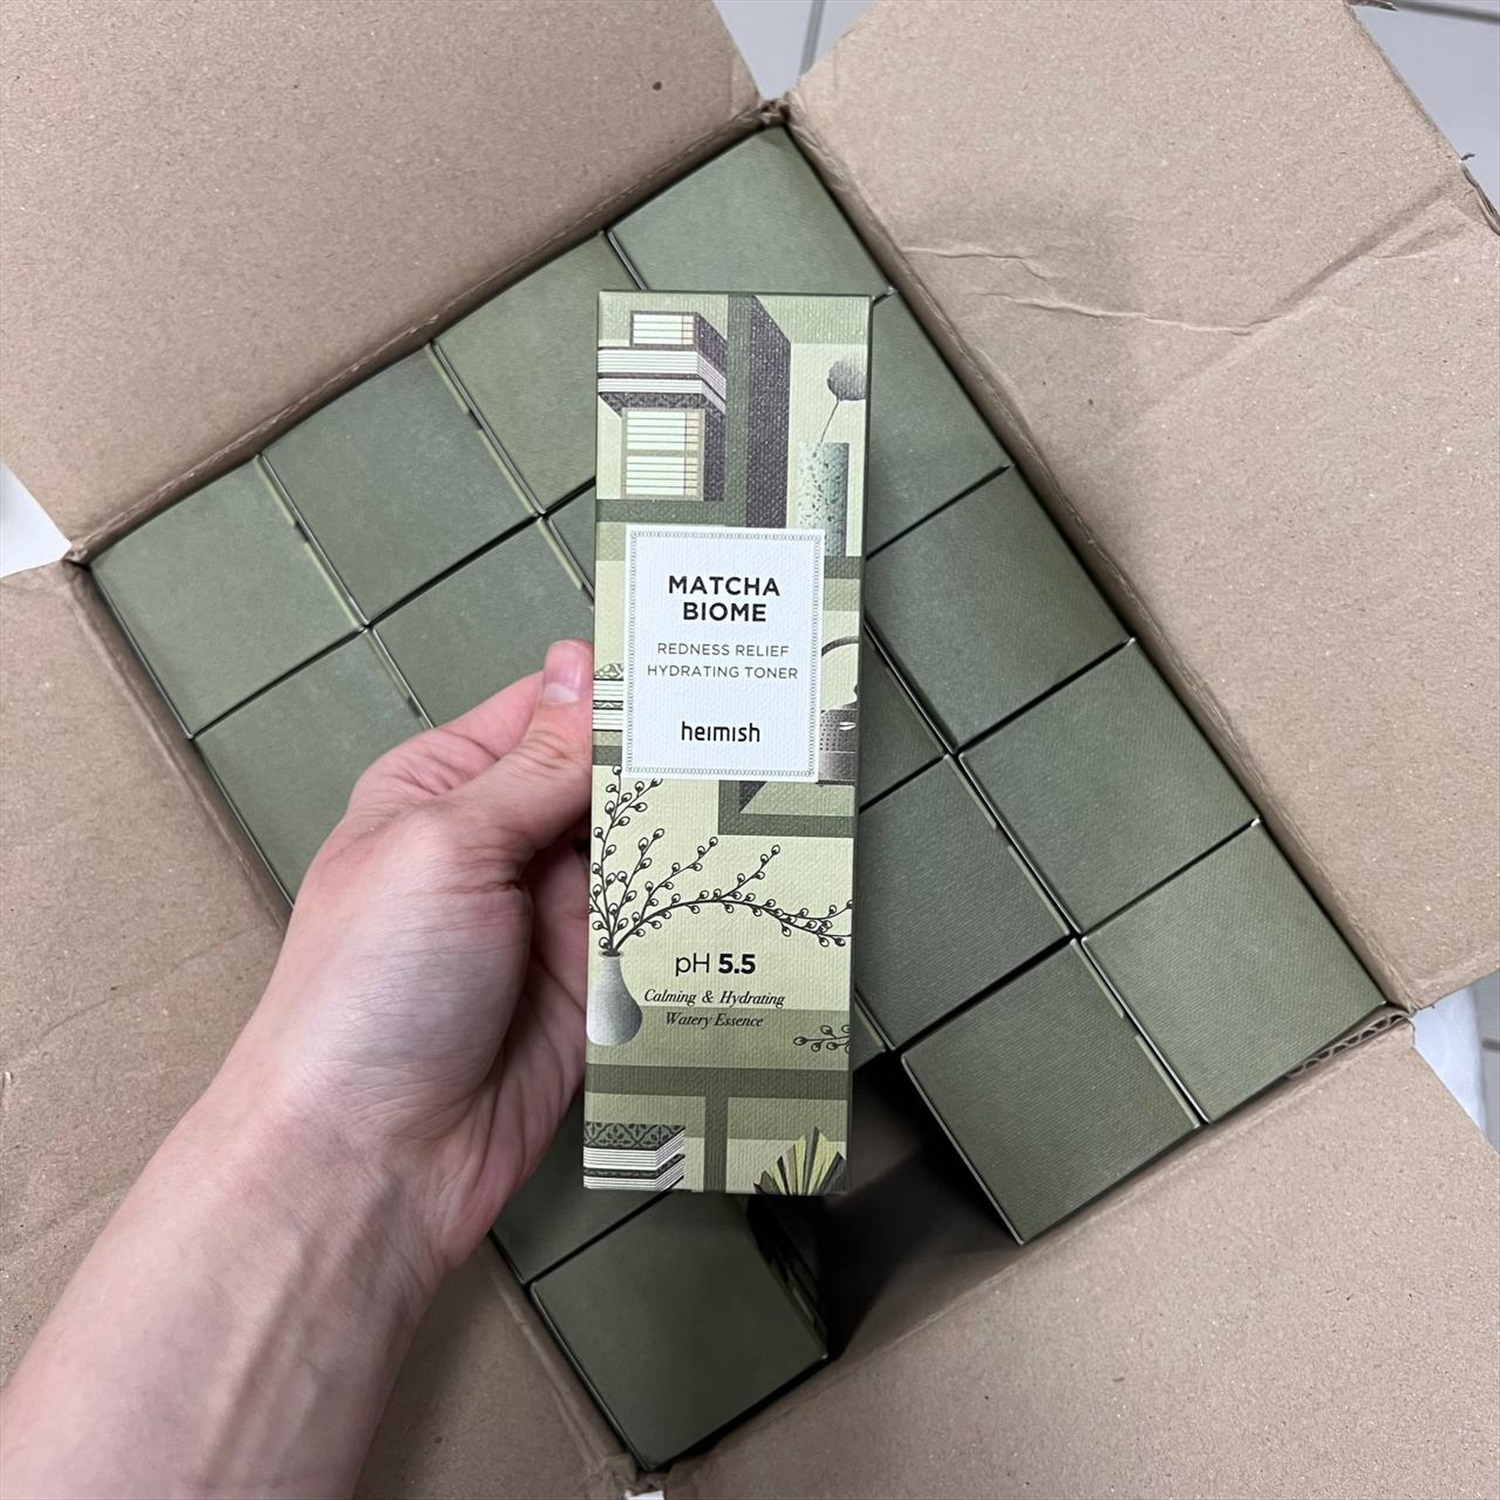 MATCHA
BIOME
REDNESS RELIEF
HYDRATING TONER
heimish
pH 5.5
Calming & Hydrating
Watery Essence